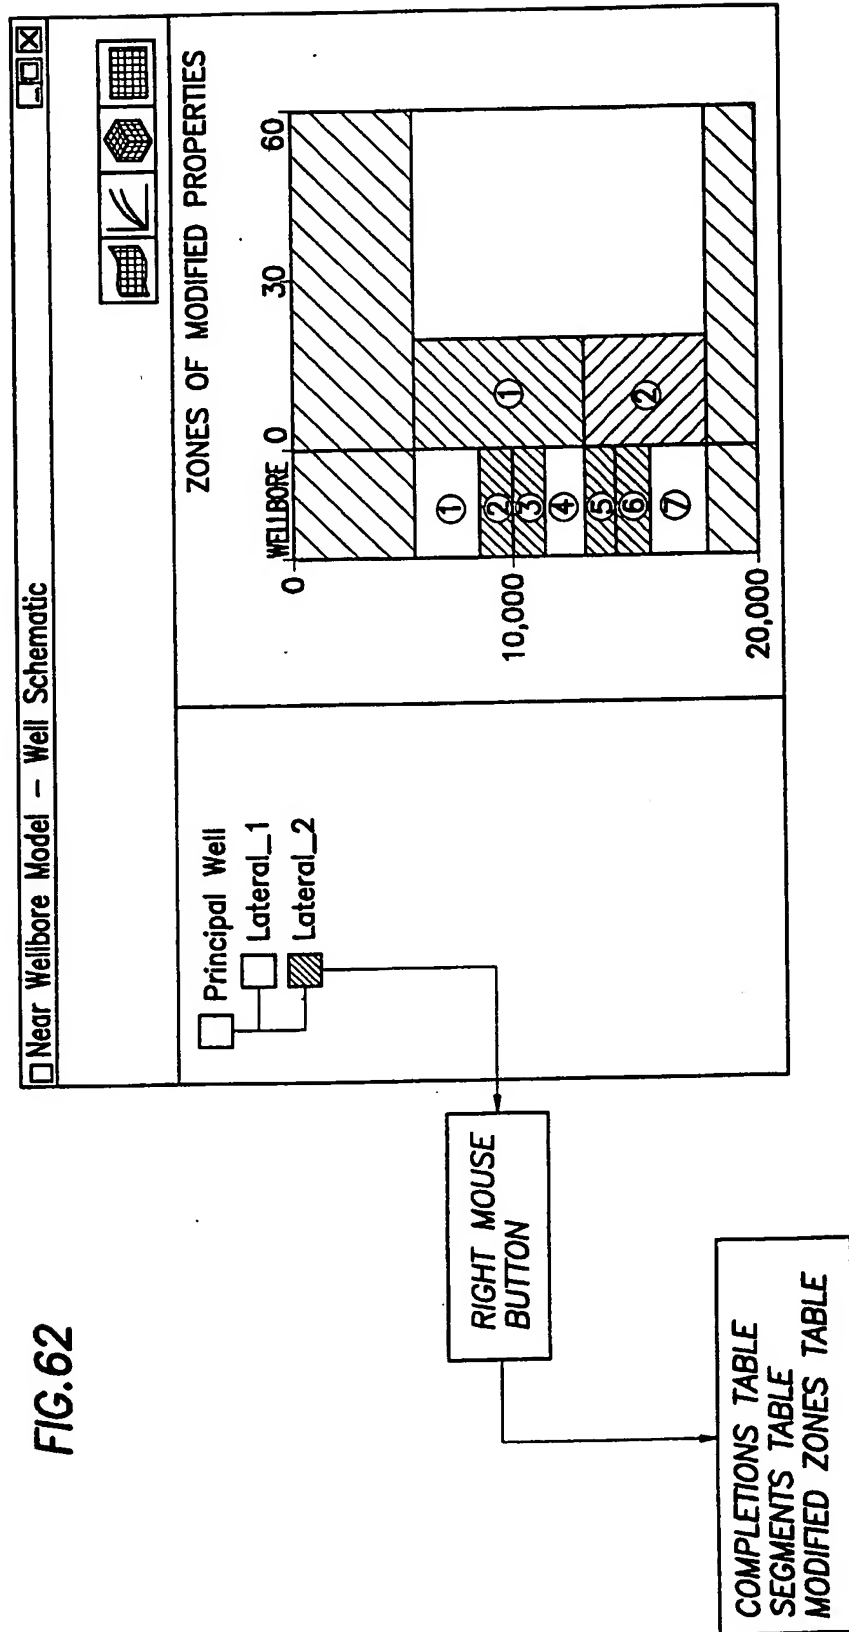 FIG.62
Near Wellbore Model – Well Schematic
Principal Well
Lateral_1
Lateral_2
ZONES OF MODIFIED PROPERTIES
WELLBORE
0
30
60
0
10,000
20,000
①
②
③
④
⑤
⑥
⑦
①
②
RIGHT MOUSE
BUTTON
COMPLETIONS TABLE
SEGMENTS TABLE
MODIFIED ZONES TABLE